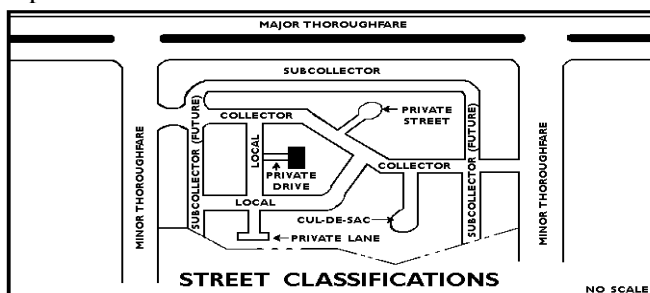 MAJOR THOROUGHFARE
SUBCOLLECTOR
PRIVATE
STREET
COLLECTOR
SUBCOLLECTOR (FUTURE)
LOCAL
PRIVATE
DRIVE
COLLECTOR
SUBCOLLECTOR (FUTURE)
MINOR THOROUGHFARE
MINOR THOROUGHFARE
LOCAL
CUL-DE-SAC
PRIVATE LANE
STREET CLASSIFICATIONS
NO SCALE